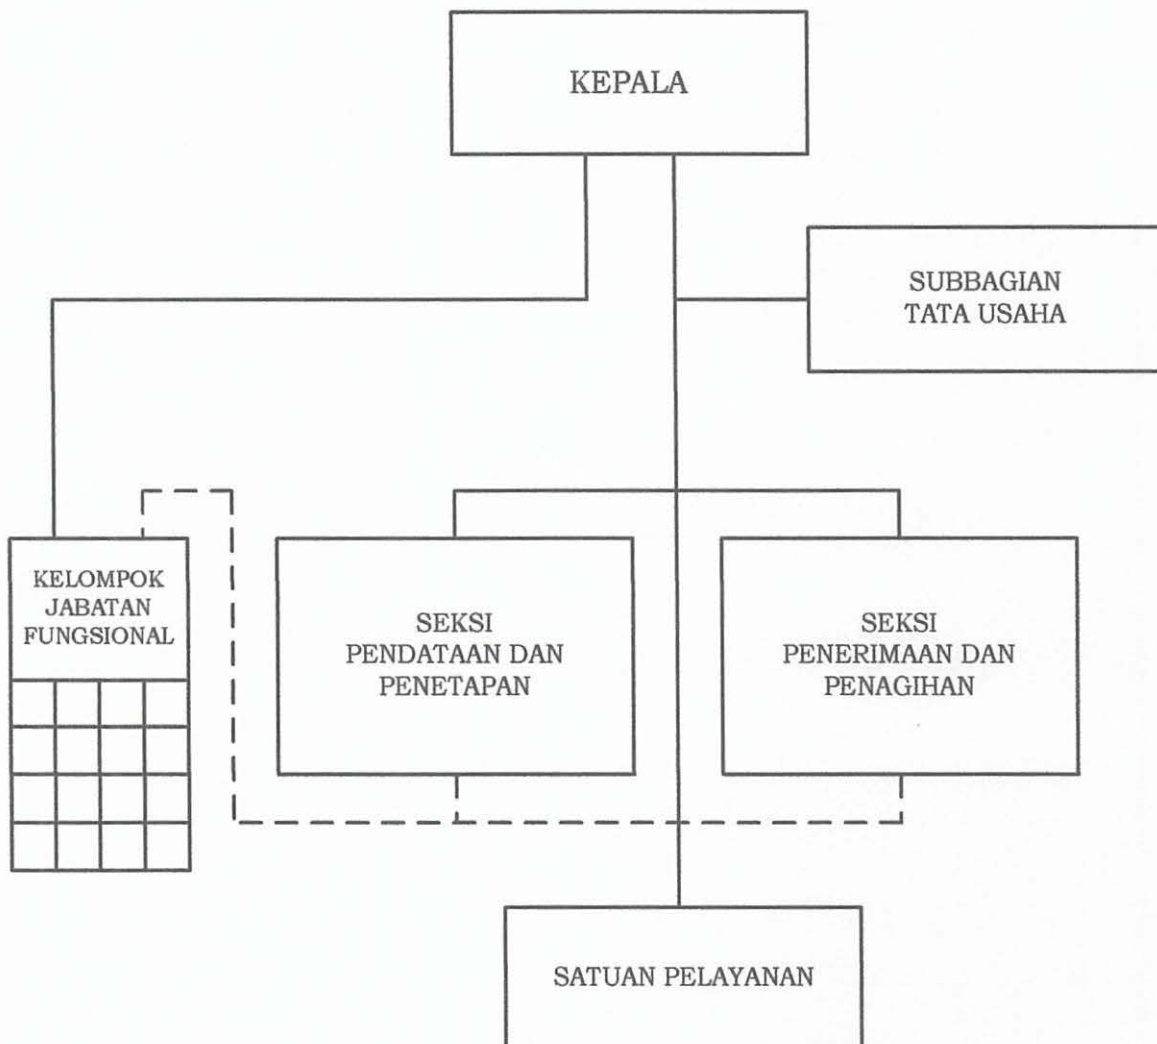 KEPALA
SUBBAGIAN
TATA USAHA
KELOMPOK
JABATAN
FUNGSIONAL
SEKSI
PENDATAAN DAN
PENETAPAN
SEKSI
PENERIMAAN DAN
PENAGIHAN
SATUAN PELAYANAN